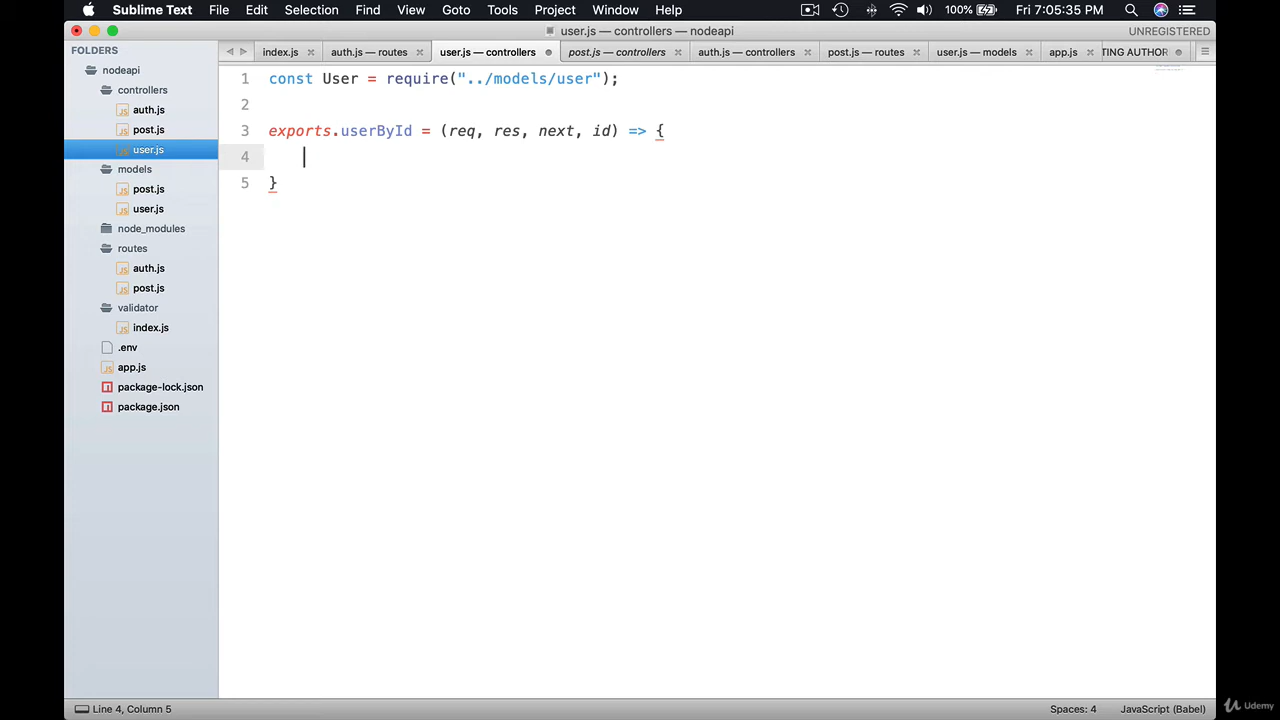 Sublime Text File Edit Selection Find View Goto Tools Project Window Help 100% Fri 7:05:35 PM
user.js — controllers — nodeapi UNREGISTERED
FOLDERS
index.js auth.js — routes user.js — controllers post.js — controllers auth.js — controllers post.js — routes user.js — models app.js TING AUTHOR
nodeapi
controllers
auth.js
post.js
user.js
models
post.js
user.js
node_modules
routes
auth.js
post.js
validator
index.js
.env
app.js
package-lock.json
package.json
1 const User = require("../models/user");
2
3 exports.userById = (req, res, next, id) => {
4
5 }
Line 4, Column 5 Spaces: 4 JavaScript (Babel)
Udemy